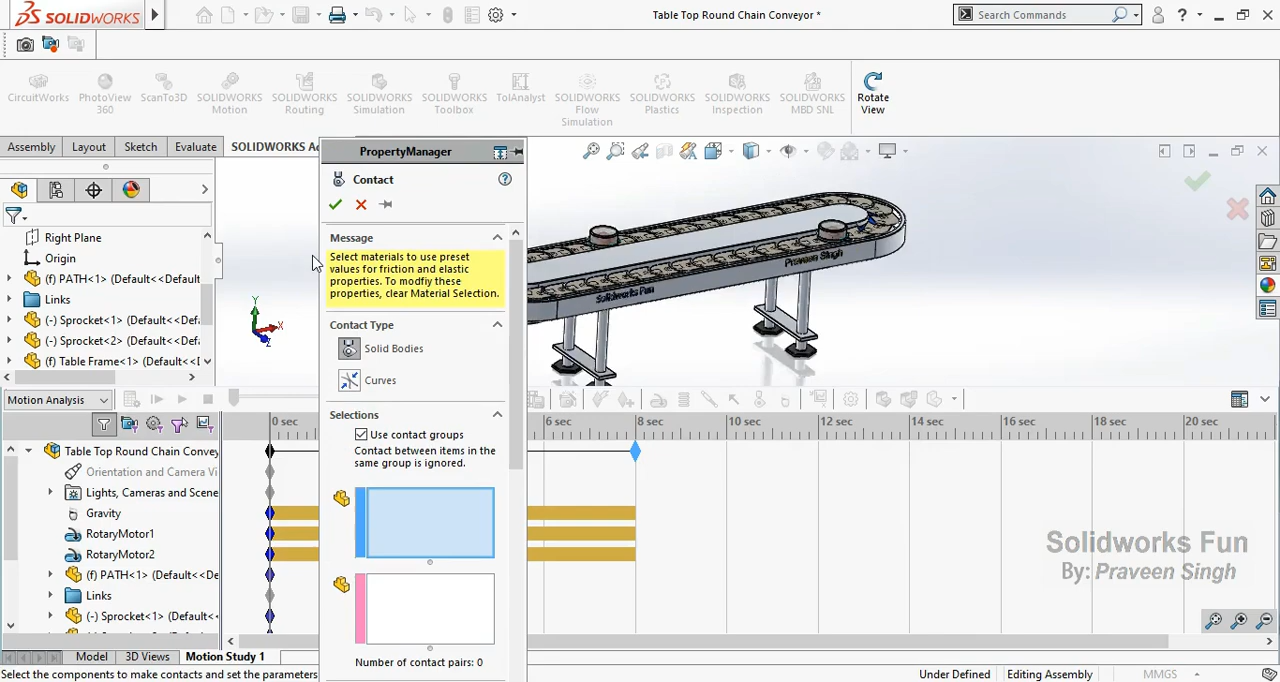 SOLIDWORKS
Table Top Round Chain Conveyor *
Search Commands
?
CircuitWorks
PhotoView
360
ScanTo3D
SOLIDWORKS
Motion
SOLIDWORKS
Routing
SOLIDWORKS
Simulation
SOLIDWORKS
Toolbox
TolAnalyst
SOLIDWORKS
Flow
Simulation
SOLIDWORKS
Plastics
SOLIDWORKS
Inspection
SOLIDWORKS
MBD SNL
Rotate
View
Assembly
Layout
Sketch
Evaluate
SOLIDWORKS Ad
PropertyManager
Contact
?
Message
Select materials to use preset
values for friction and elastic
properties. To modfiy these
properties, clear Material Selection.
Contact Type
Solid Bodies
Curves
Selections
Use contact groups
Contact between items in the
same group is ignored.
Number of contact pairs: 0
Right Plane
Origin
(f) PATH<1> (Default<<Default
Links
(-) Sprocket<1> (Default<<Def
(-) Sprocket<2> (Default<<Def
(f) Table Frame<1> (Default<<
Y
X
Z
Solidworks Fun
Praveen Singh
Motion Analysis
0 sec
6 sec
8 sec
10 sec
12 sec
14 sec
16 sec
18 sec
20 sec
Table Top Round Chain Convey
Orientation and Camera Vi
Lights, Cameras and Scene
Gravity
RotaryMotor1
RotaryMotor2
(f) PATH<1> (Default<<De
Links
(-) Sprocket<1> (Default<
Solidworks Fun
By: Praveen Singh
Model
3D Views
Motion Study 1
Select the components to make contacts and set the parameters
Under Defined
Editing Assembly
MMGS